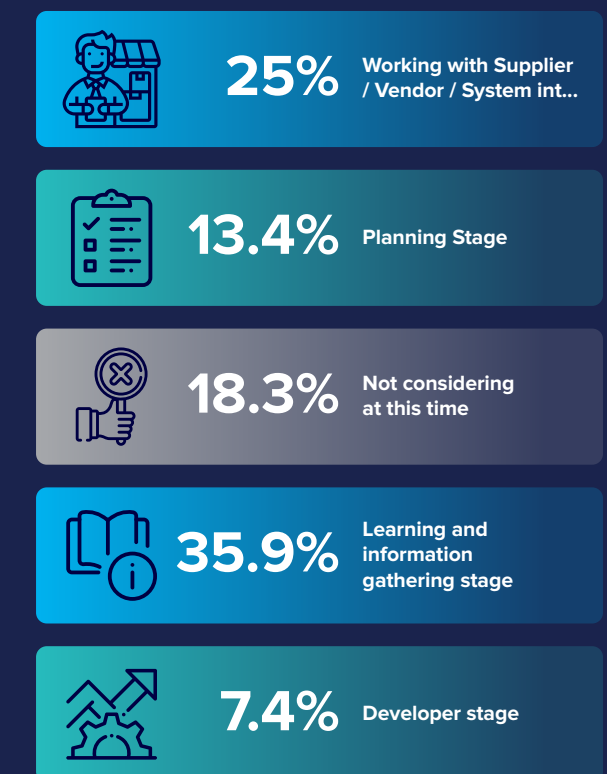 25%
Working with Supplier
/ Vendor / System int...
13.4%
Planning Stage
18.3%
Not considering
at this time
35.9%
Learning and
information
gathering stage
7.4%
Developer stage